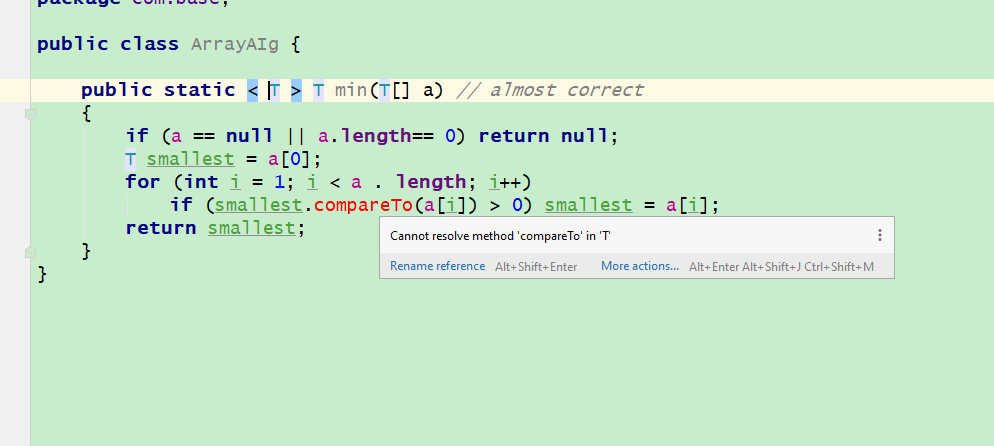 package com.base;
public class ArrayAIg {
public static < T > T min(T[] a) // almost correct
{
if (a == null || a.length== 0) return null;
T smallest = a[0];
for (int i = 1; i < a . length; i++)
if (smallest.compareTo(a[i]) > 0) smallest = a[i];
return smallest;
}
}
Cannot resolve method 'compareTo' in 'T'
Rename reference Alt+Shift+Enter More actions... Alt+Enter Alt+Shift+J Ctrl+Shift+M